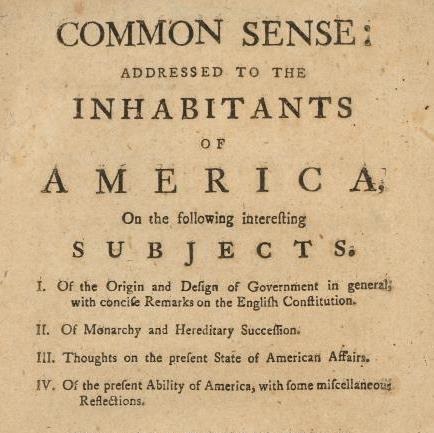 COMMON SENSE:
ADDRESSED TO THE
INHABITANTS
OF
AMERICA,
On the following intereſting
SUBJECTS.
I. Of the Origin and Deſign of Government in general;
with conciſe Remarks on the Engliſh Conſtitution.
II. Of Monarchy and Hereditary Succeſſion.
III. Thoughts on the preſent State of American Affairs.
IV. Of the preſent Ability of America, with ſome miſcellaneous
Reflections.